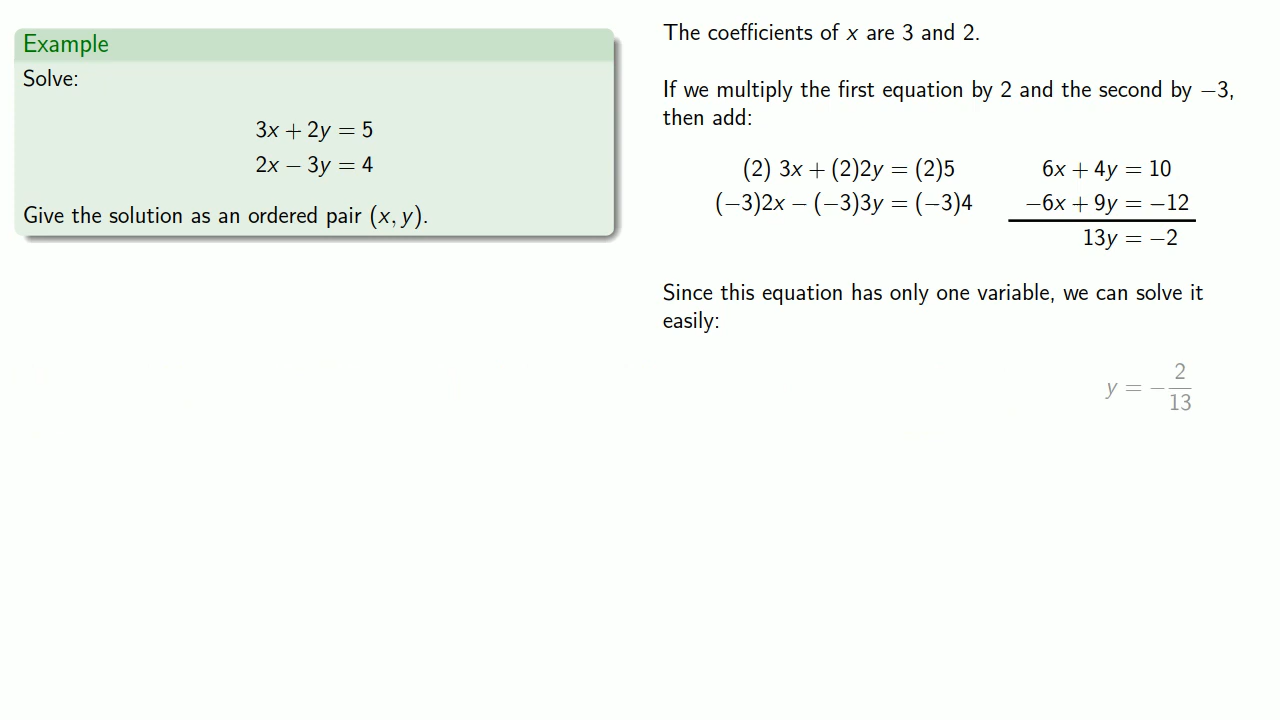 Example
Solve:
3x + 2y = 5
2x − 3y = 4
Give the solution as an ordered pair (x, y).
The coefficients of x are 3 and 2.
If we multiply the first equation by 2 and the second by −3,
then add:
(2) 3x + (2)2y = (2)5 6x + 4y = 10
(−3)2x − (−3)3y = (−3)4 −6x + 9y = −12
13y = −2
Since this equation has only one variable, we can solve it
easily:
y = −2/13